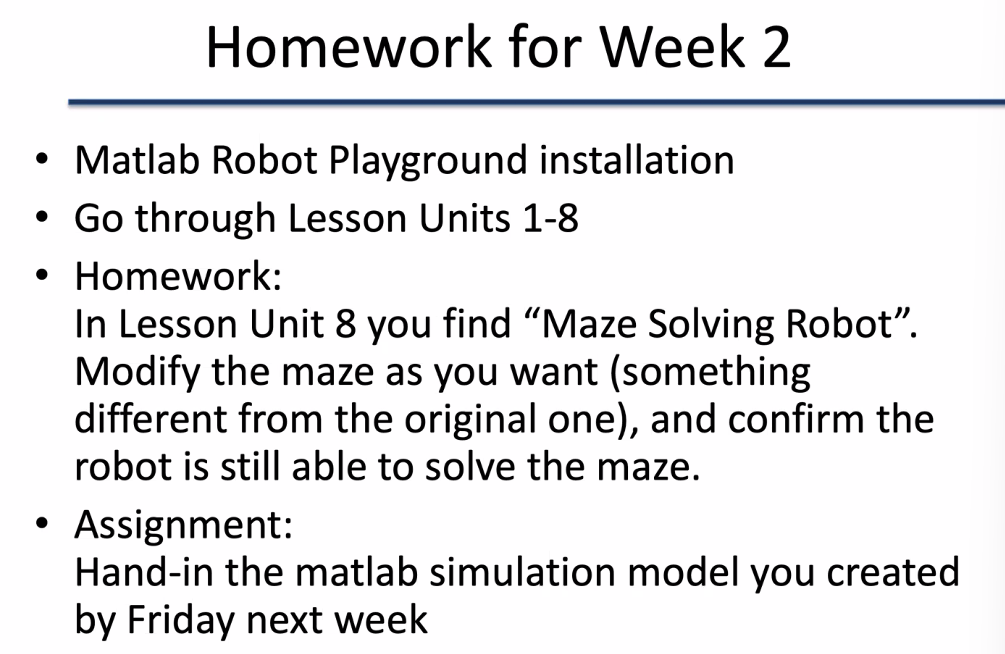 Homework for Week 2
• Matlab Robot Playground installation
• Go through Lesson Units 1-8
• Homework:
In Lesson Unit 8 you find “Maze Solving Robot”.
Modify the maze as you want (something
different from the original one), and confirm the
robot is still able to solve the maze.
• Assignment:
Hand-in the matlab simulation model you created
by Friday next week